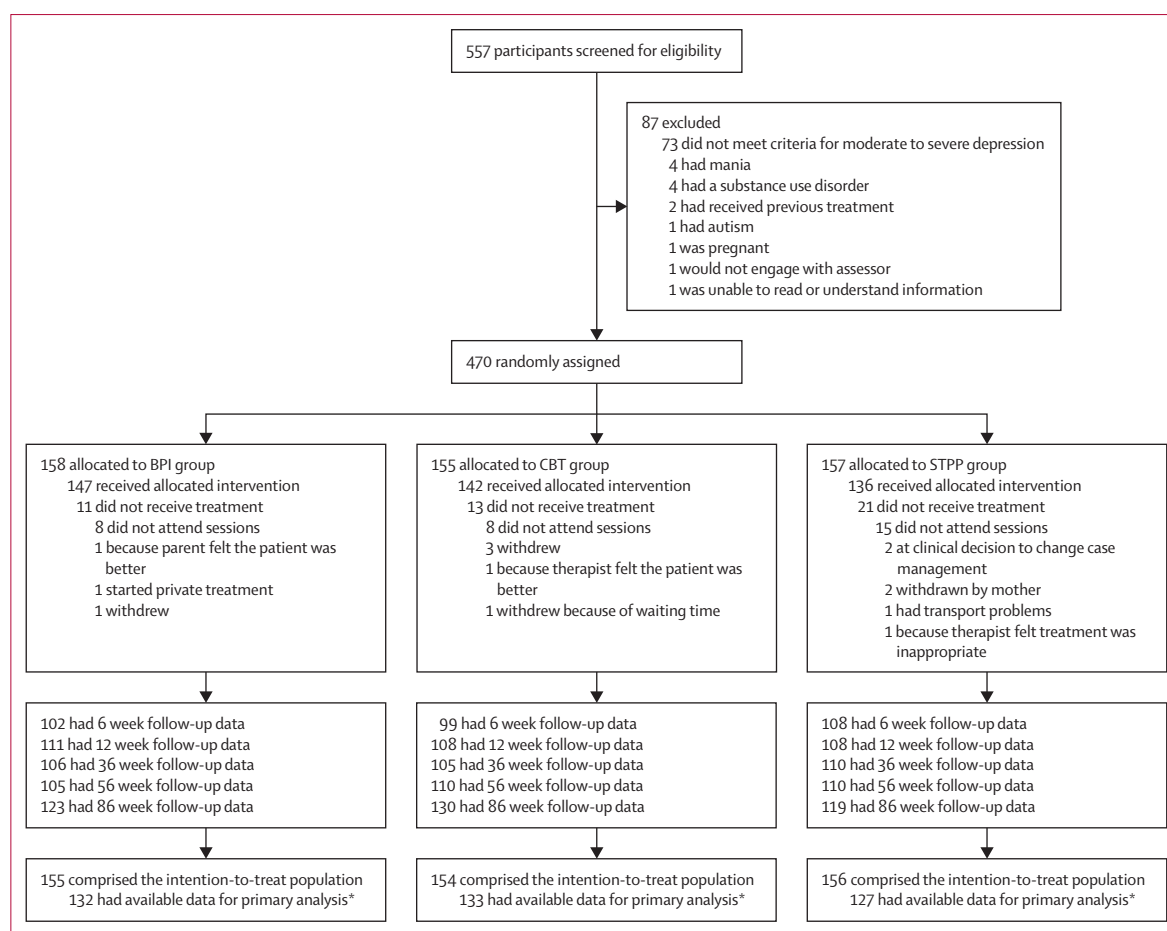 557 participants screened for eligibility
87 excluded
73 did not meet criteria for moderate to severe depression
4 had mania
4 had a substance use disorder
2 had received previous treatment
1 had autism
1 was pregnant
1 would not engage with assessor
1 was unable to read or understand information
470 randomly assigned
158 allocated to BPI group
147 received allocated intervention
11 did not receive treatment
8 did not attend sessions
1 because parent felt the patient was
better
1 started private treatment
1 withdrew
155 allocated to CBT group
142 received allocated intervention
13 did not receive treatment
8 did not attend sessions
3 withdrew
1 because therapist felt the patient was
better
1 withdrew because of waiting time
157 allocated to STPP group
136 received allocated intervention
21 did not receive treatment
15 did not attend sessions
2 at clinical decision to change case
management
2 withdrawn by mother
1 had transport problems
1 because therapist felt treatment was
inappropriate
102 had 6 week follow-up data
111 had 12 week follow-up data
106 had 36 week follow-up data
105 had 56 week follow-up data
123 had 86 week follow-up data
99 had 6 week follow-up data
108 had 12 week follow-up data
105 had 36 week follow-up data
110 had 56 week follow-up data
130 had 86 week follow-up data
108 had 6 week follow-up data
108 had 12 week follow-up data
110 had 36 week follow-up data
110 had 56 week follow-up data
119 had 86 week follow-up data
155 comprised the intention-to-treat population
132 had available data for primary analysis*
154 comprised the intention-to-treat population
133 had available data for primary analysis*
156 comprised the intention-to-treat population
127 had available data for primary analysis*